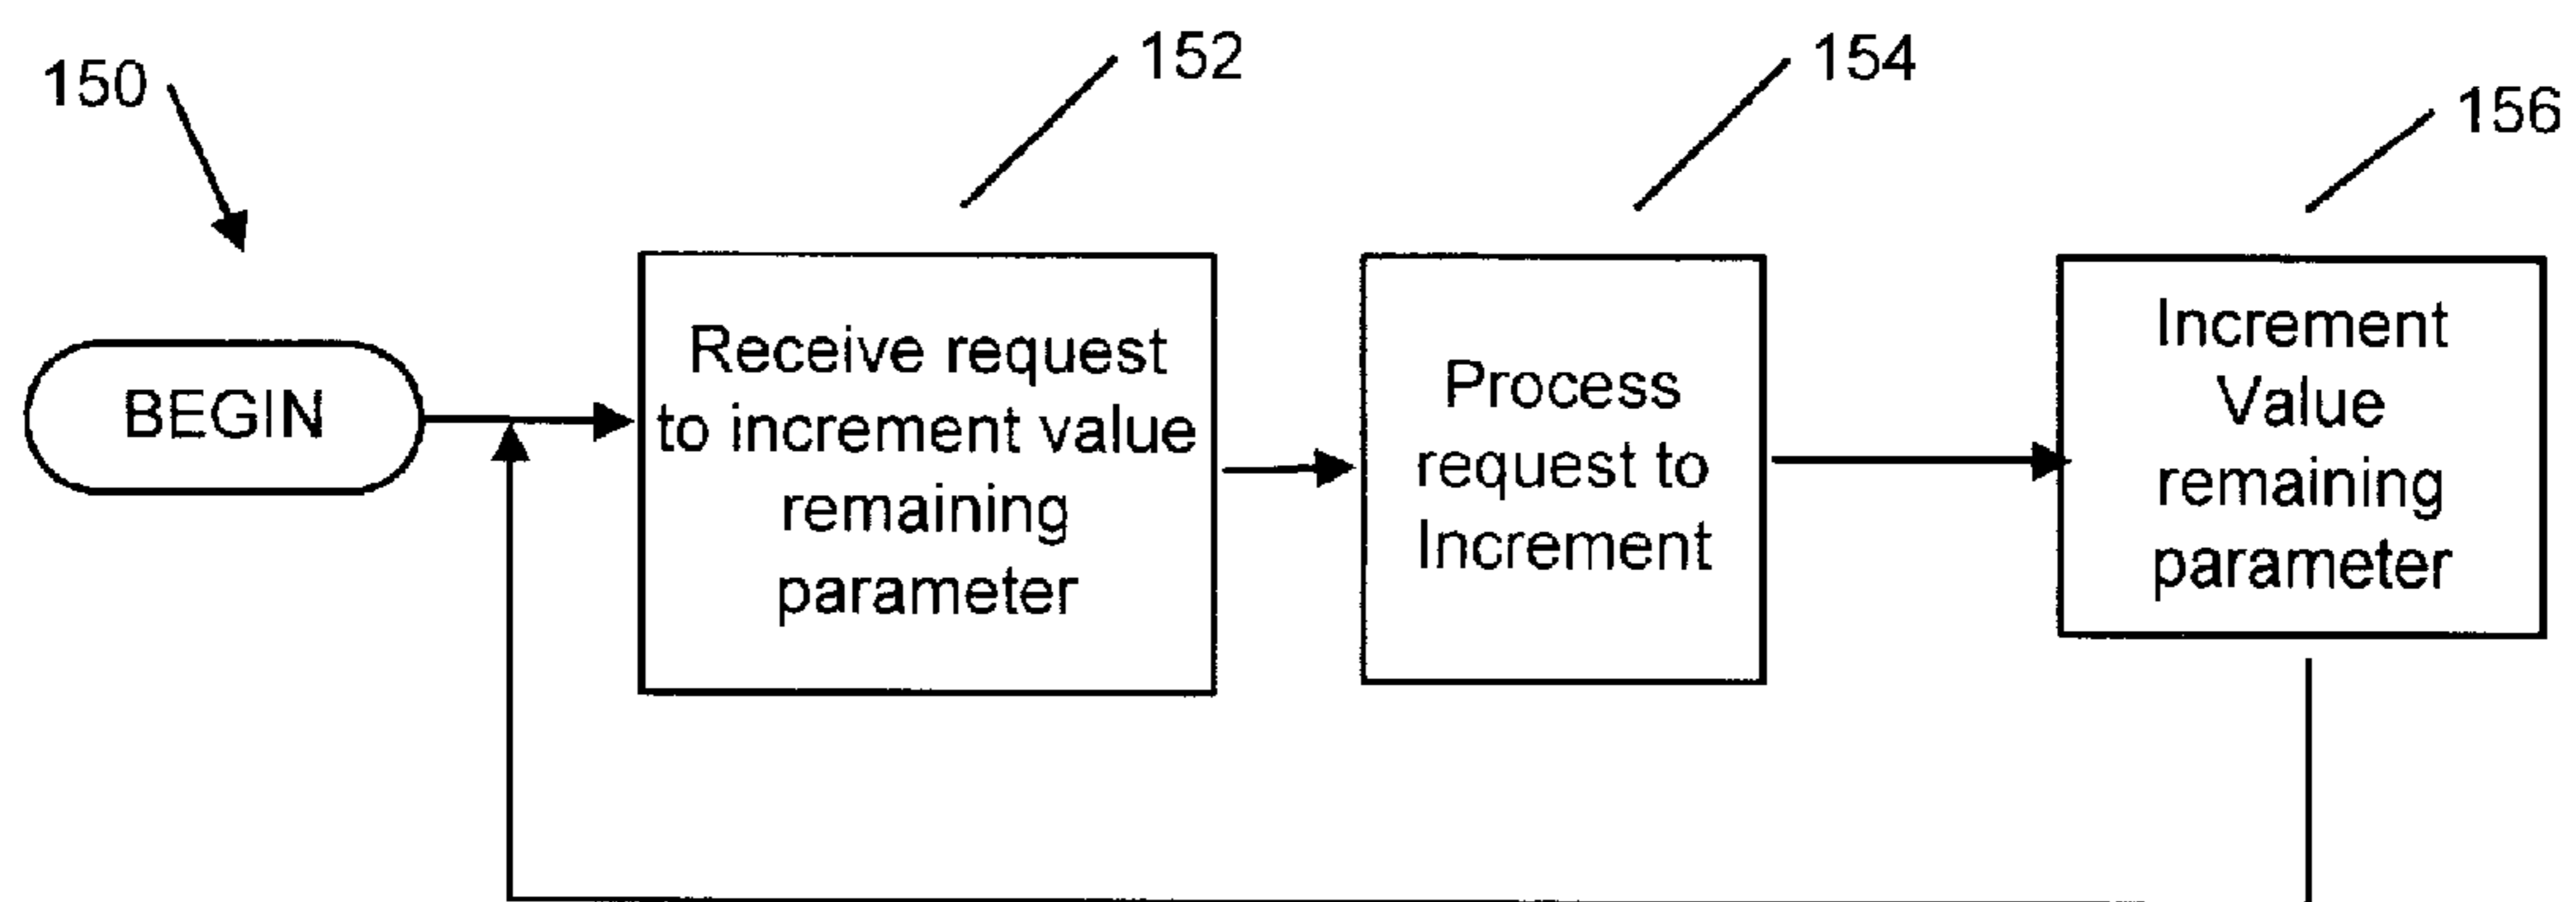 150
152
154
156
BEGIN
Receive request
to increment value
remaining
parameter
Process
request to
Increment
Increment
Value
remaining
parameter